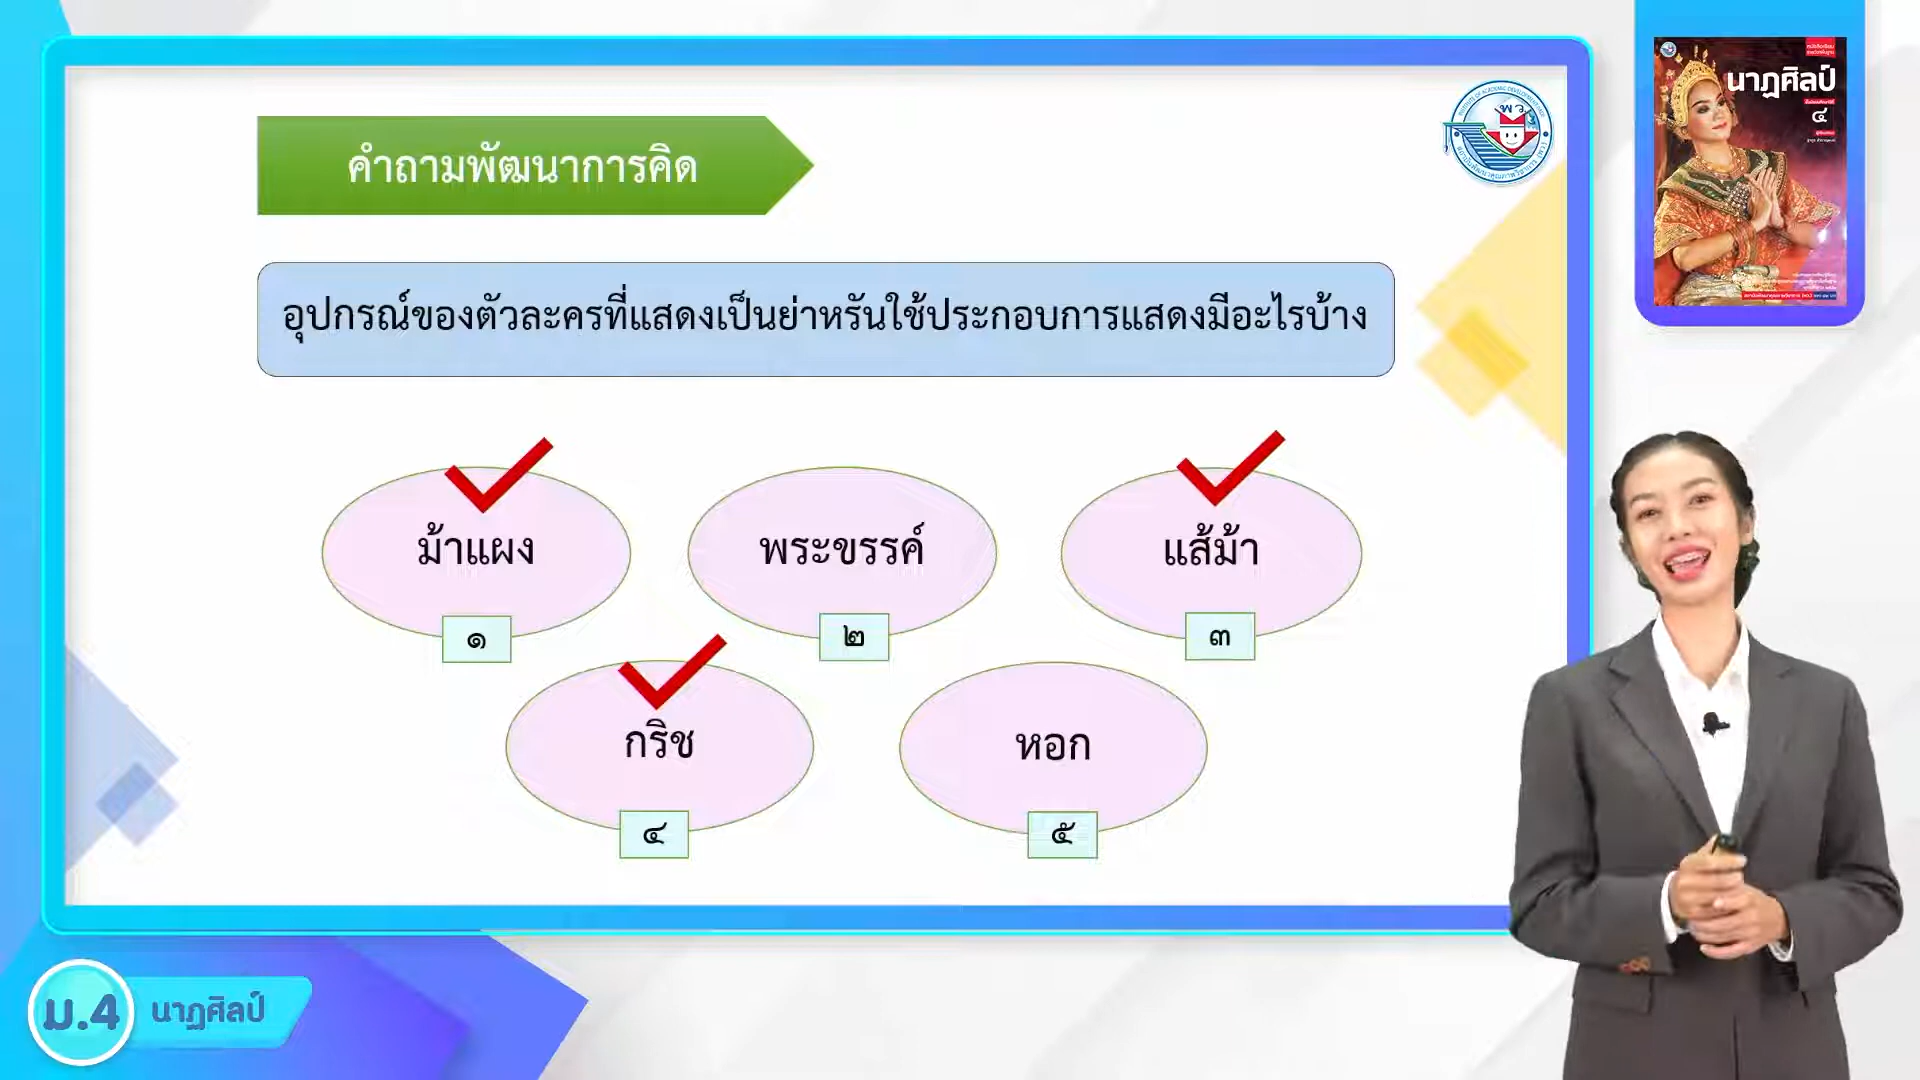 คำถามพัฒนาการคิด
อุปกรณ์ของตัวละครที่แสดงเป็นย่าหรันใช้ประกอบการแสดงมีอะไรบ้าง
ม้าแผง
พระขรรค์
แส้ม้า
๑
๒
๓
กริช
หอก
๔
๕
พว
นาฏศิลป์
๔
ม.4 นาฏศิลป์